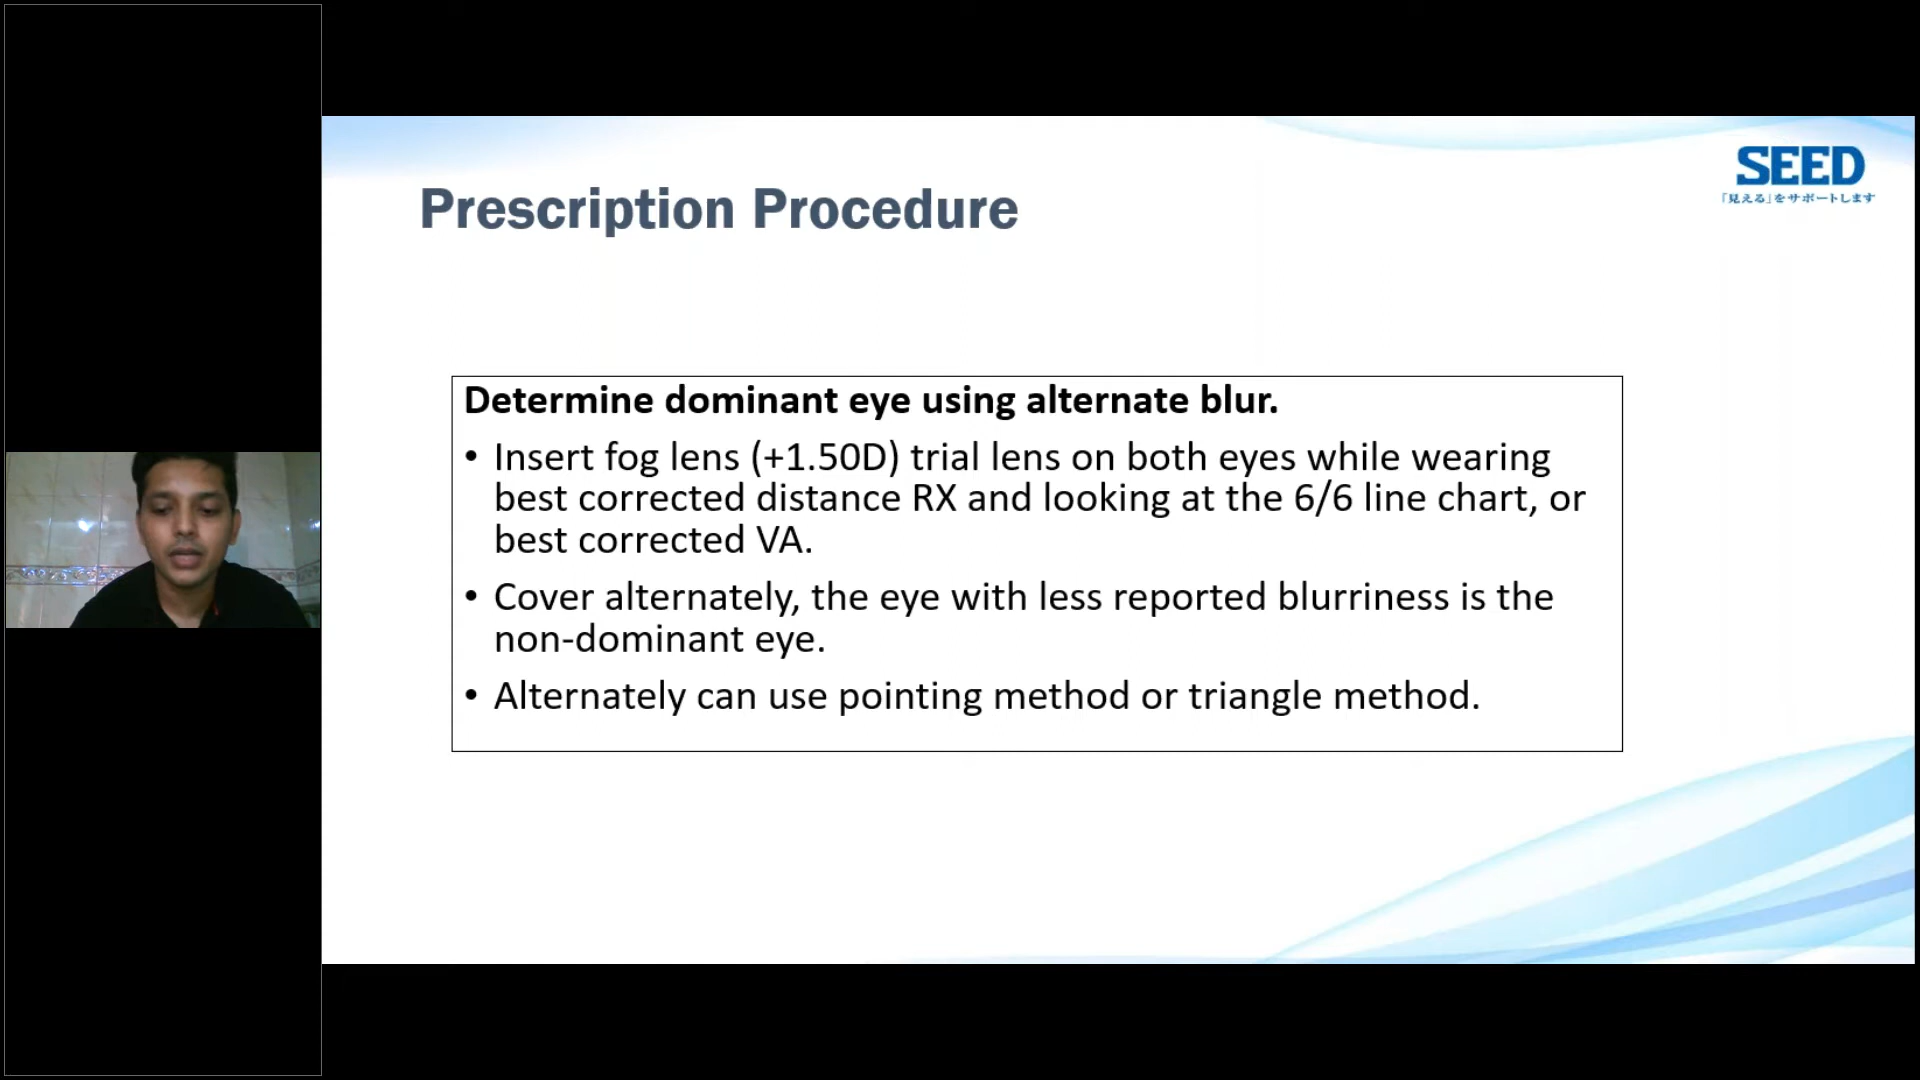 SEED
「見える」をサポートします
Prescription Procedure
Determine dominant eye using alternate blur.
• Insert fog lens (+1.50D) trial lens on both eyes while wearing
best corrected distance RX and looking at the 6/6 line chart, or
best corrected VA.
• Cover alternately, the eye with less reported blurriness is the
non-dominant eye.
• Alternately can use pointing method or triangle method.